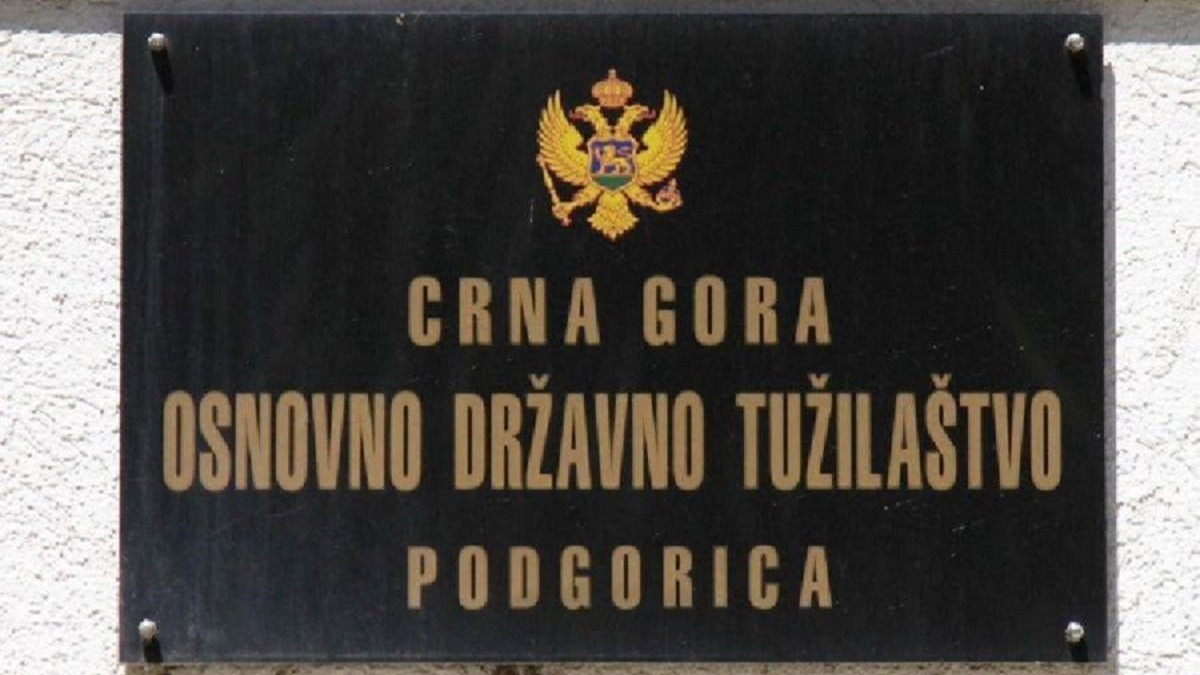 CRNA GORA
OSNOVNO DRŽAVNO TUŽILAŠTVO
PODGORICA